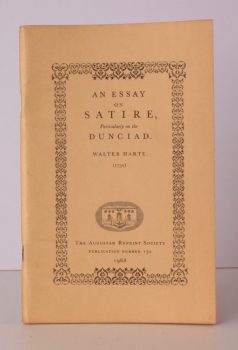 AN ESSAY
ON
SATIRE,
Particularly on the
DUNCIAD.
WALTER HARTE
(1730)
THE AUGUSTAN REPRINT SOCIETY
PUBLICATION NUMBER 132
1968